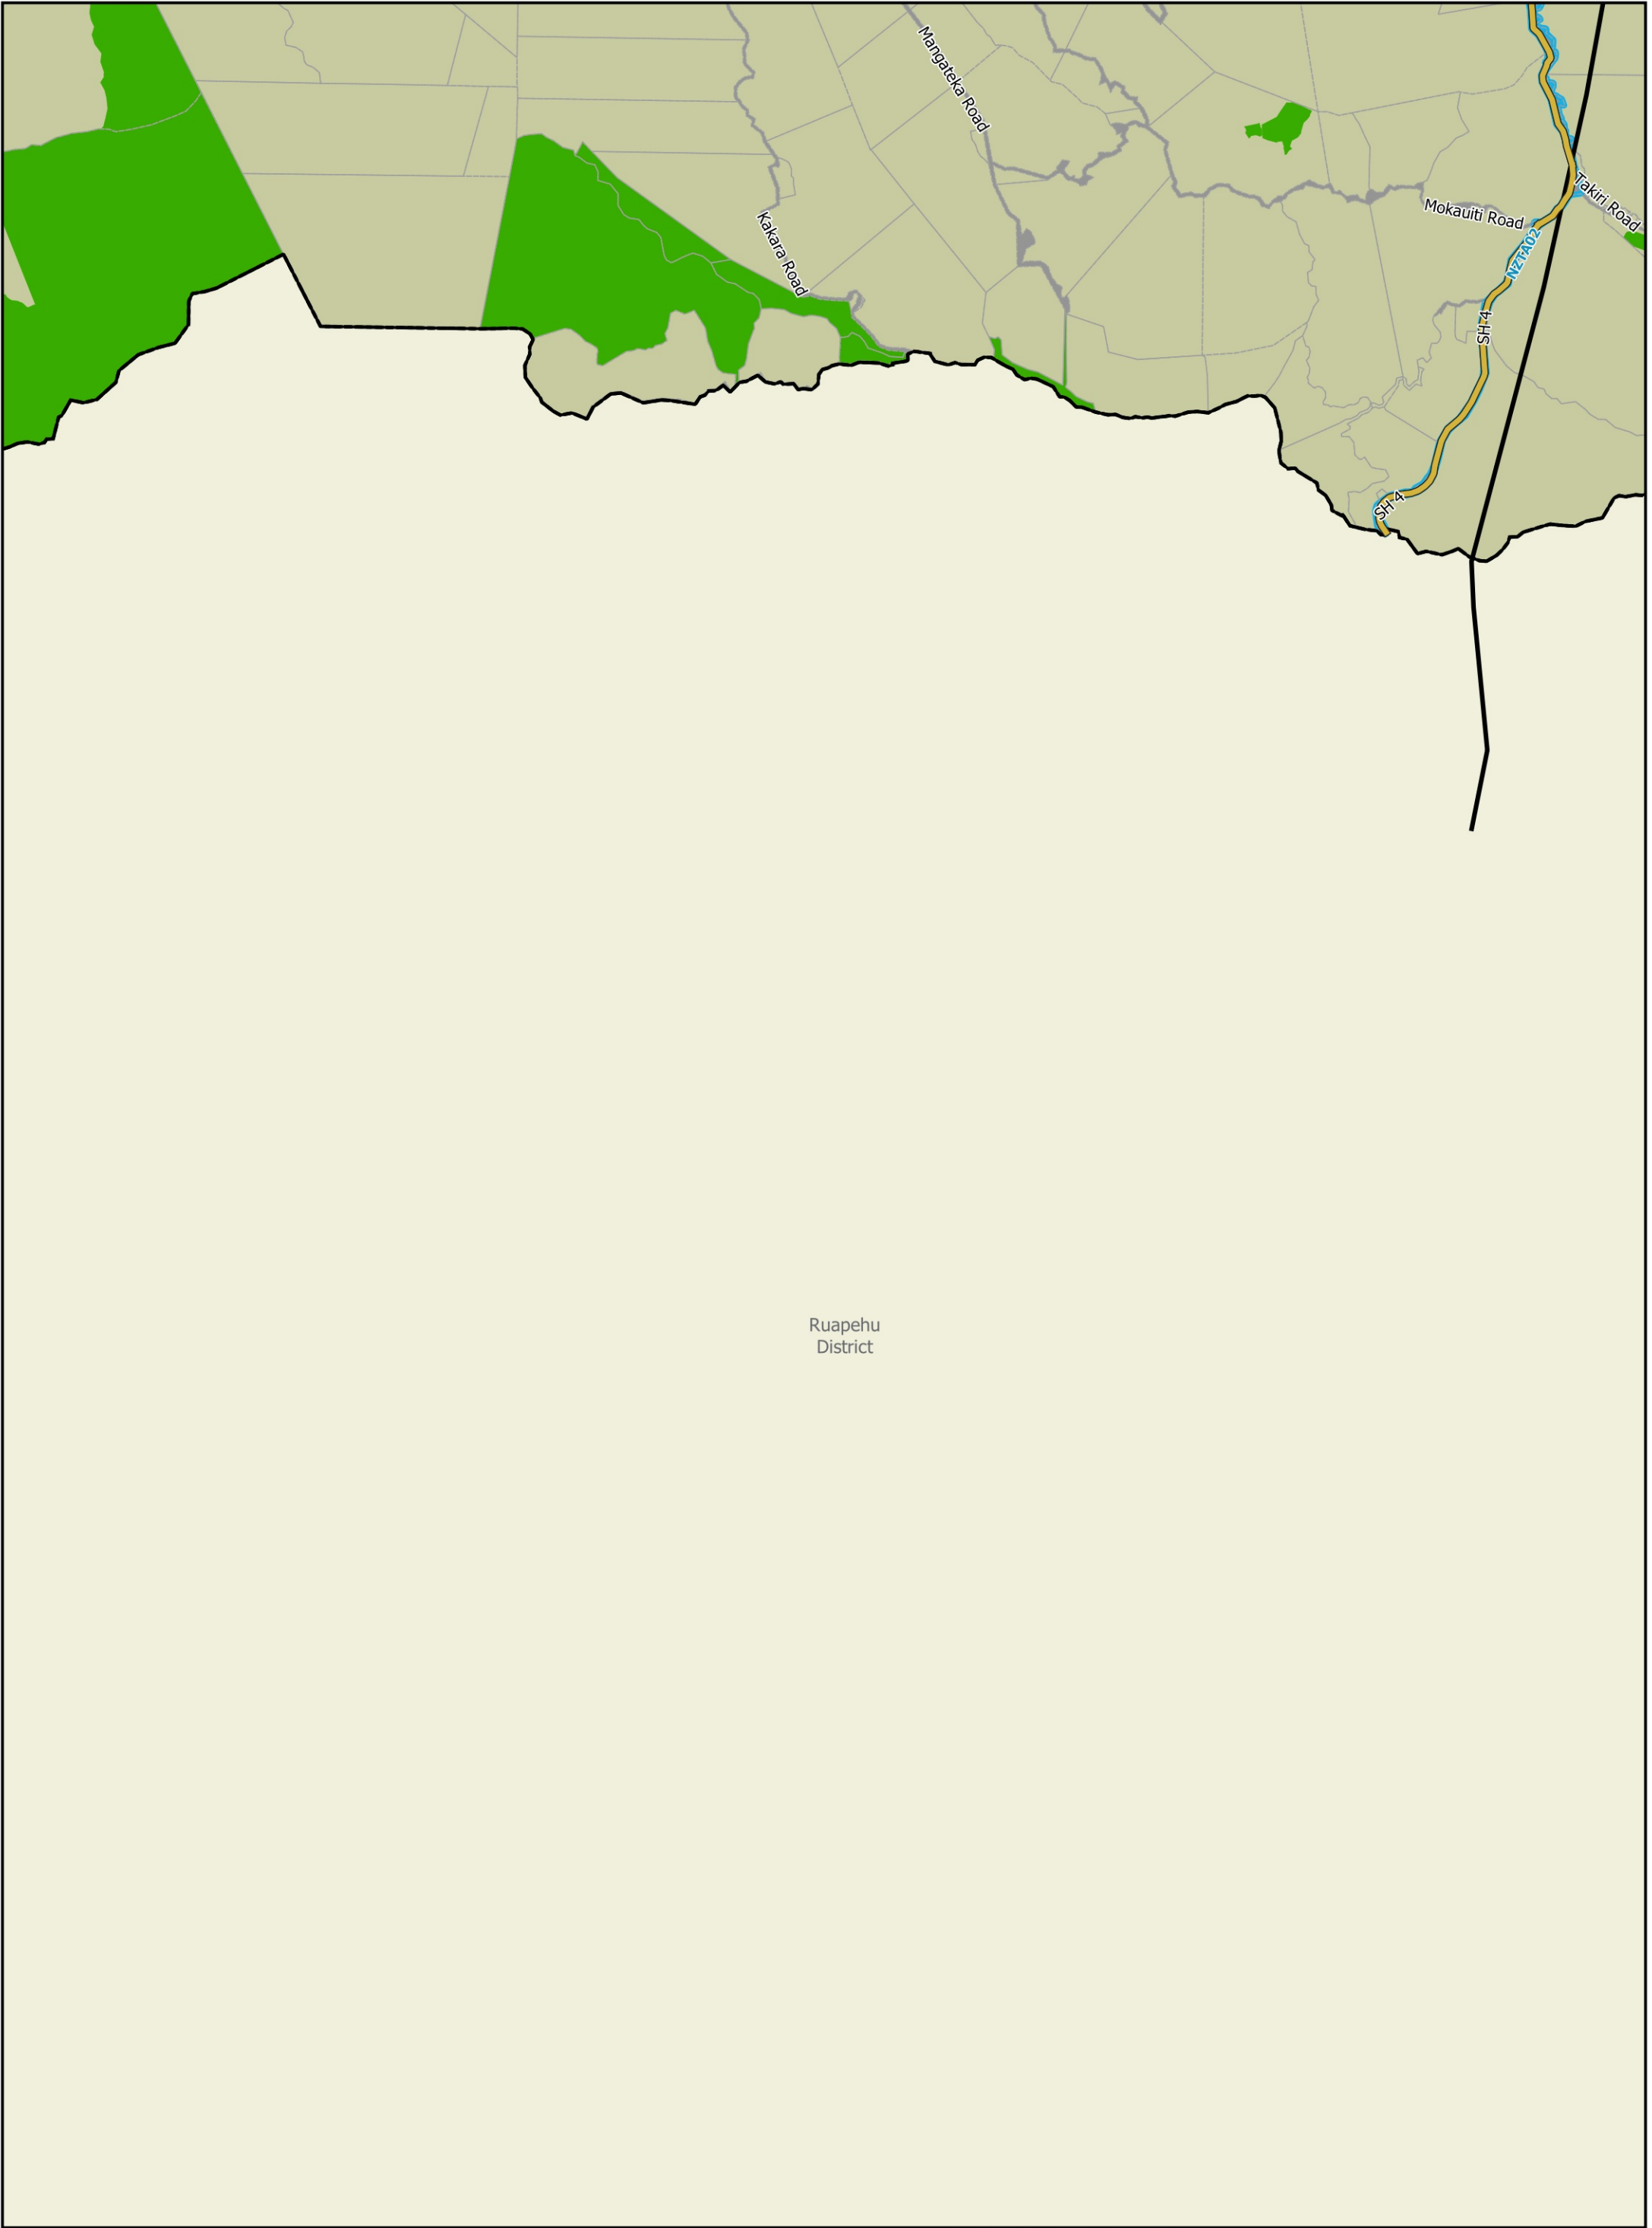 Mangateka Road
Takiri Road
Mokauiti Road
Kakara Road
NZTA02
SH 4
SH 4
Ruapehu
District